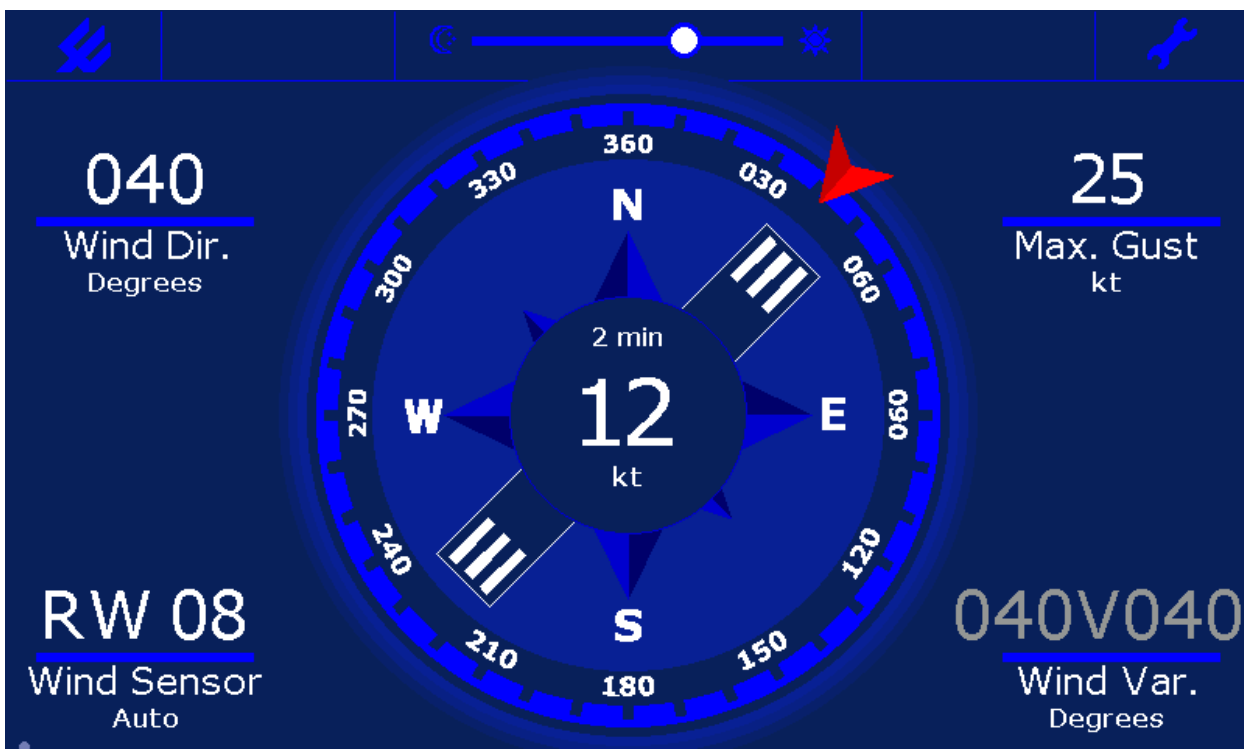 040
Wind Dir.
Degrees
25
Max. Gust
kt
360
030
060
090
120
150
180
210
240
270
300
330
N
E
S
W
2 min
12
kt
RW 08
Wind Sensor
Auto
040V040
Wind Var.
Degrees